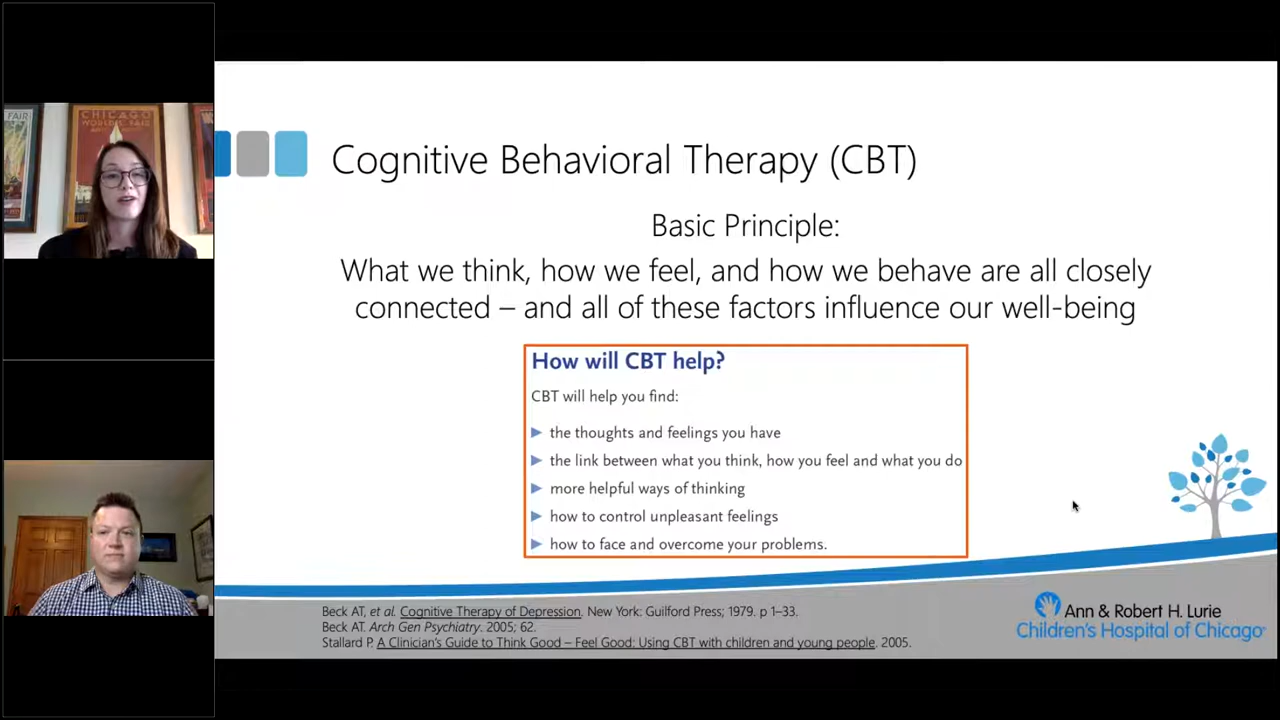 FAIR
CHICAGO
WORLD'S FAIR
Cognitive Behavioral Therapy (CBT)
Basic Principle:
What we think, how we feel, and how we behave are all closely
connected – and all of these factors influence our well-being
How will CBT help?
CBT will help you find:
the thoughts and feelings you have
the link between what you think, how you feel and what you do
more helpful ways of thinking
how to control unpleasant feelings
how to face and overcome your problems.
Beck AT, et al. Cognitive Therapy of Depression. New York: Guilford Press; 1979. p 1–33.
Beck AT. Arch Gen Psychiatry. 2005; 62.
Stallard P. A Clinician's Guide to Think Good – Feel Good: Using CBT with children and young people. 2005.
Ann & Robert H. Lurie
Children's Hospital of Chicago